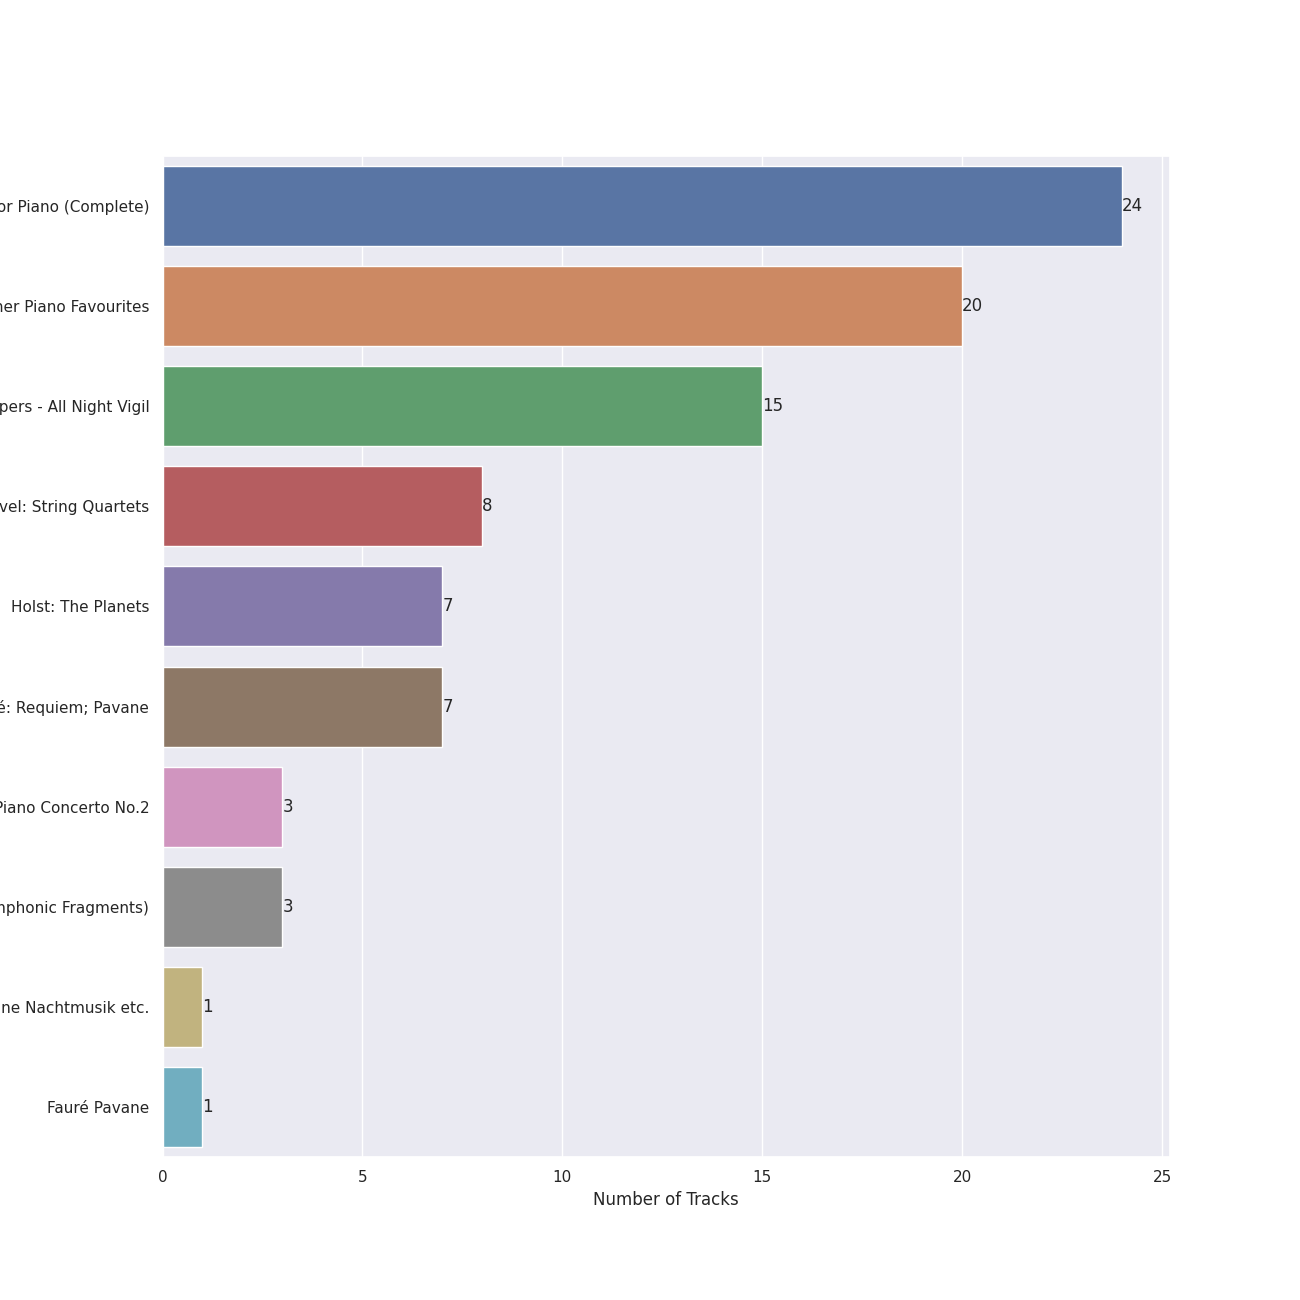 or Piano (Complete)
24
ner Piano Favourites
20
pers - All Night Vigil
15
vel: String Quartets
8
Holst: The Planets
7
é: Requiem; Pavane
7
Piano Concerto No.2
3
nphonic Fragments)
3
ne Nachtmusik etc.
1
Fauré Pavane
1
0 5 10 15 20 25
Number of Tracks